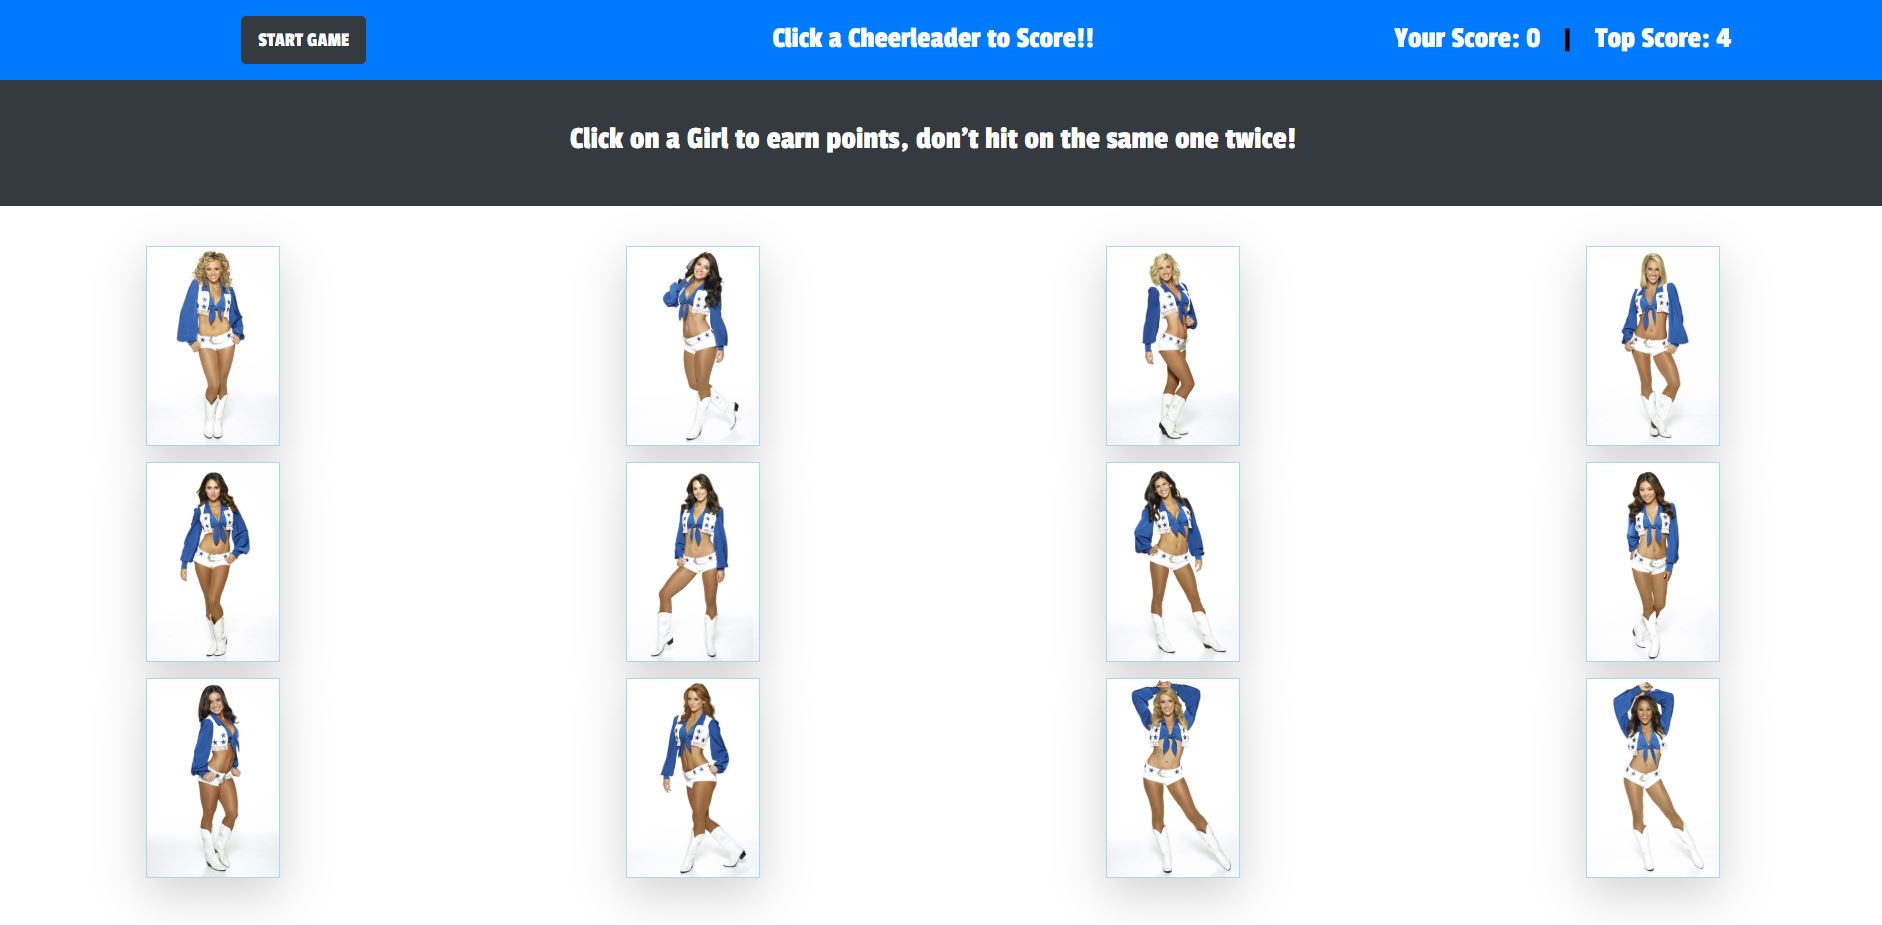 START GAME
Click a Cheerleader to Score!!
Your Score: 0 | Top Score: 4
Click on a Girl to earn points, don't hit on the same one twice!